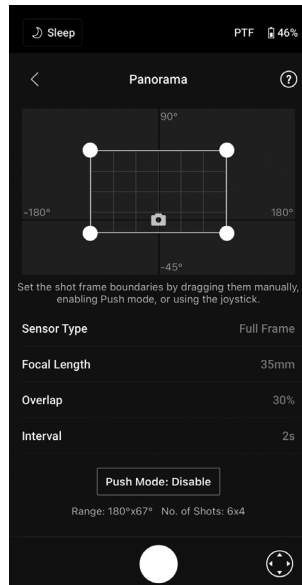 Sleep
PTF 46%
Panorama ?
90°
-180° 180°
-45°
Set the shot frame boundaries by dragging them manually,
enabling Push mode, or using the joystick.
Sensor Type Full Frame
Focal Length 35mm
Overlap 30%
Interval 2s
Push Mode: Disable
Range: 180°x67° No. of Shots: 6x4